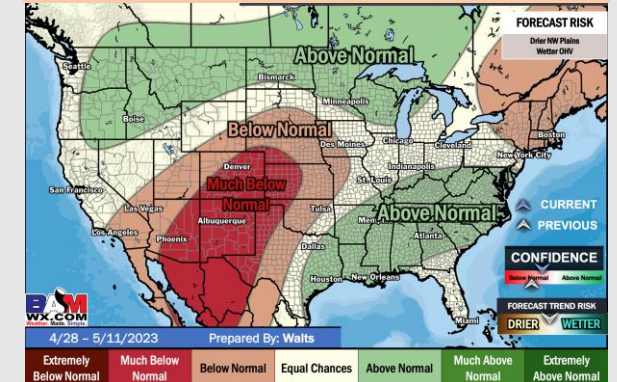 FORECAST RISK
Drier NW Plains
Wetter OHV
Seattle
Above Normal
Bismarck
Minneapolis
Boise
Below Normal
Boston
Chicago
Cleveland
New York City
Des Moines
Indianapolis
Denver
St. Louis
San Francisco
Much Below
Normal
Las Vegas
Tulsa
Above Normal
Albuquerque
Los Angeles
Phoenix
Atlanta
Dallas
Houston
New Orleans
Miami
CURRENT
PREVIOUS
CONFIDENCE
Below Normal
Above Normal
FORECAST TREND RISK
DRIER
WETTER
BAM
WX.COM
Weather Made. Simple.
4/28 – 5/11/2023
Prepared By: Walts
Extremely
Below Normal
Much Below
Normal
Below Normal
Equal Chances
Above Normal
Much Above
Normal
Extremely
Above Normal